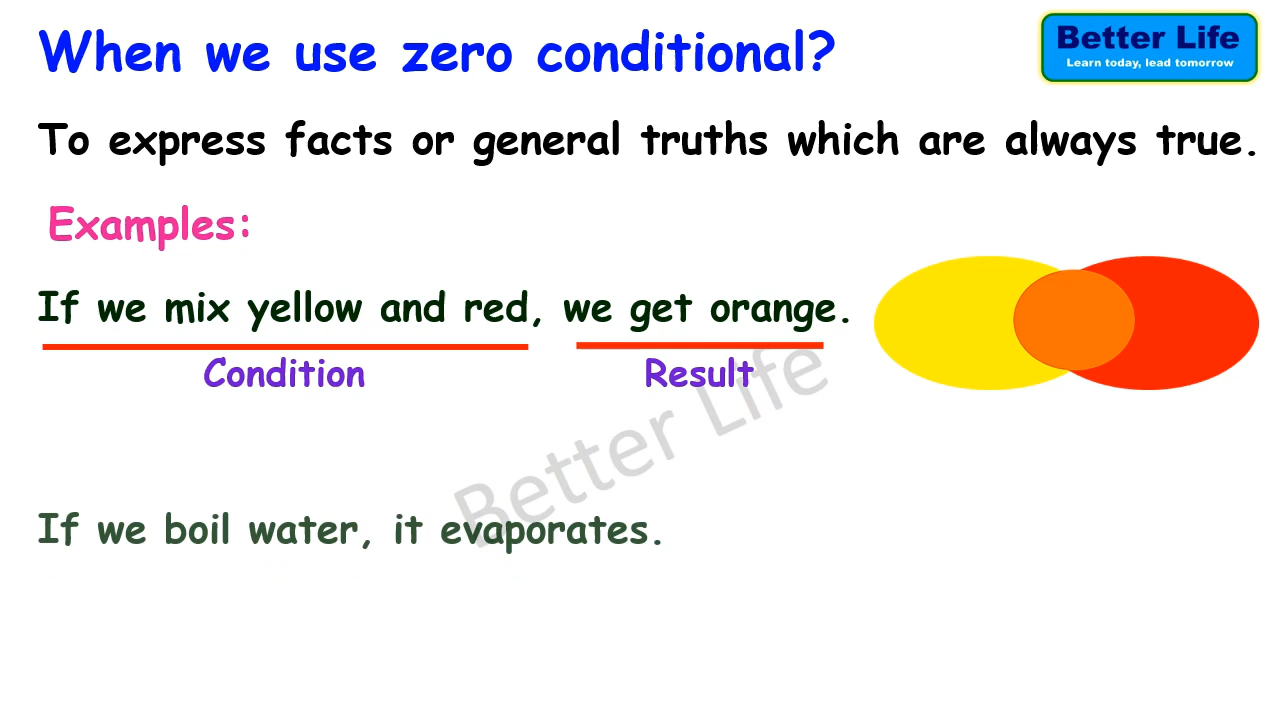 When we use zero conditional?
Better Life
Learn today, lead tomorrow
To express facts or general truths which are always true.
Examples:
If we mix yellow and red, we get orange.
Condition Result
Better Life
If we boil water, it evaporates.